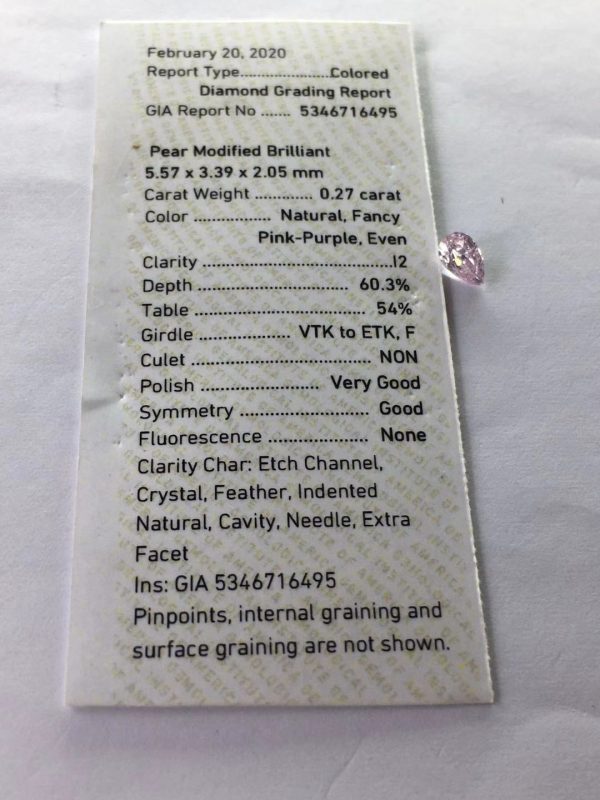 February 20, 2020
Report Type......................Colored
Diamond Grading Report
GIA Report No ....... 5346716495
Pear Modified Brilliant
5.57 x 3.39 x 2.05 mm
Carat Weight ............. 0.27 carat
Color ................. Natural, Fancy
Pink-Purple, Even
Clarity .........................................I2
Depth ................................. 60.3%
Table ..................................... 54%
Girdle .................... VTK to ETK, F
Culet ....................................... NON
Polish ......................... Very Good
Symmetry ........................... Good
Fluorescence ...................... None
Clarity Char: Etch Channel,
Crystal, Feather, Indented
Natural, Cavity, Needle, Extra
Facet
Ins: GIA 5346716495
Pinpoints, internal graining and
surface graining are not shown.